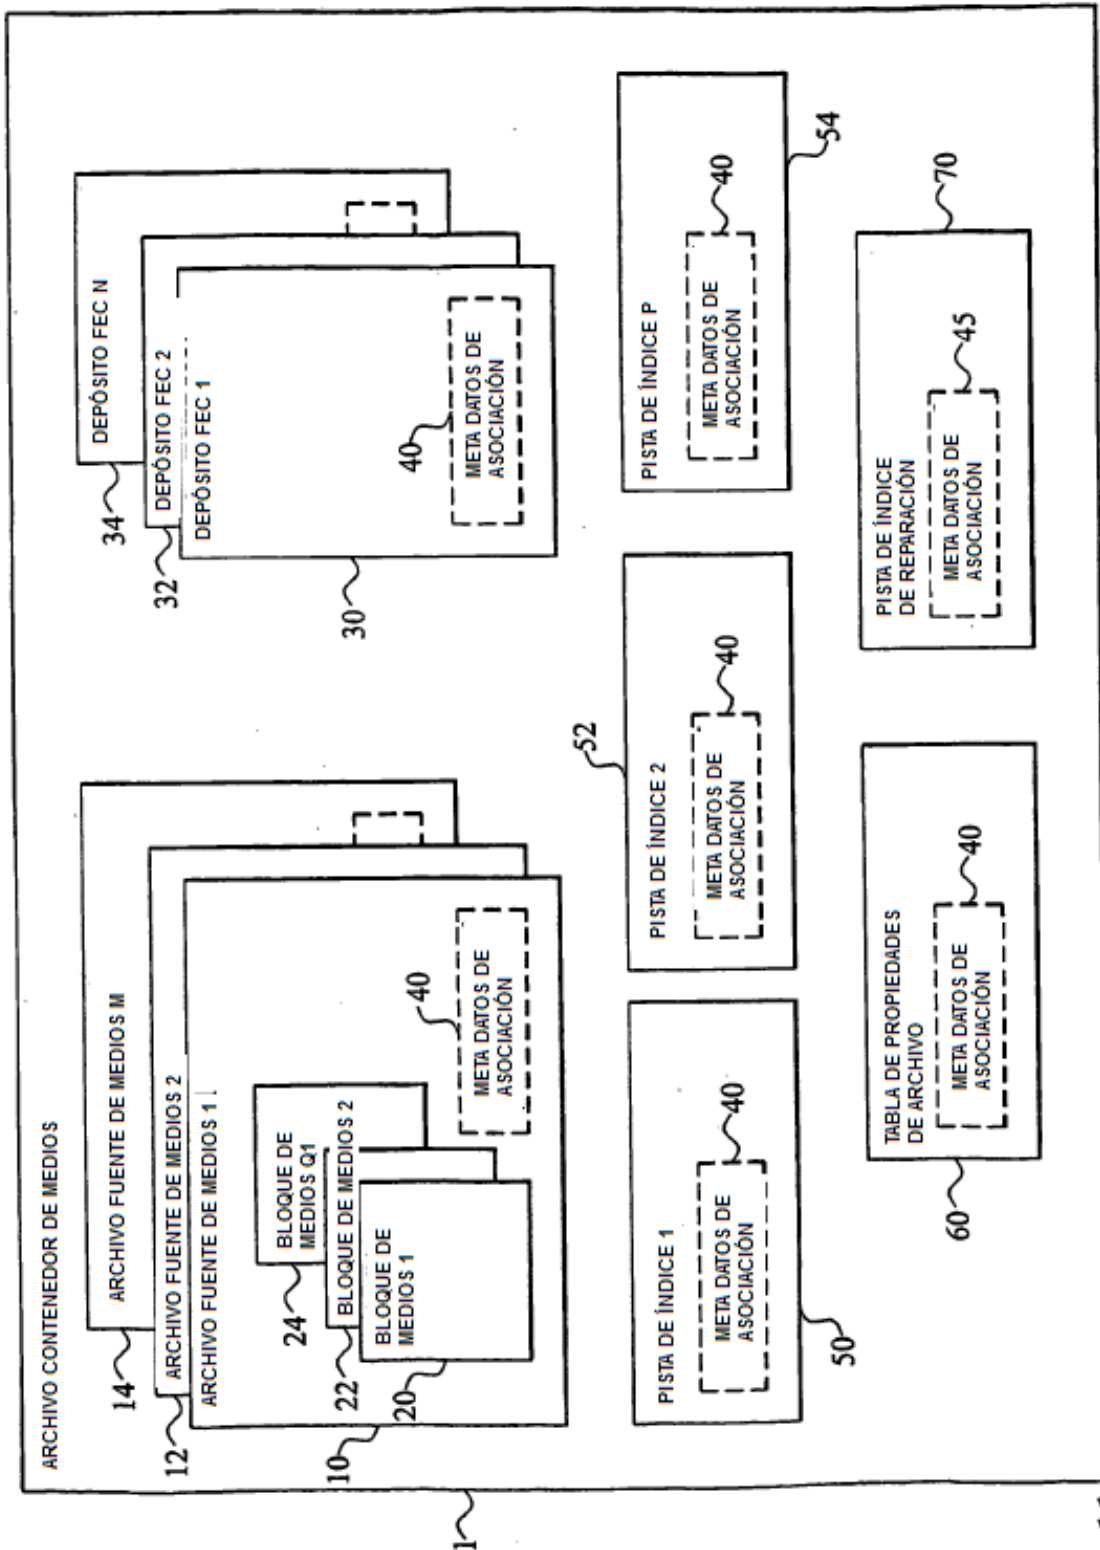 ARCHIVO CONTENEDOR DE MEDIOS
1
ARCHIVO FUENTE DE MEDIOS M
14
ARCHIVO FUENTE DE MEDIOS 2
12
ARCHIVO FUENTE DE MEDIOS 1
10
BLOQUE DE
MEDIOS Q1
24
BLOQUE DE MEDIOS 2
22
BLOQUE DE
MEDIOS 1
20
40
META DATOS DE
ASOCIACIÓN
DEPÓSITO FEC N
34
DEPÓSITO FEC 2
32
DEPÓSITO FEC 1
30
40
META DATOS DE
ASOCIACIÓN
PISTA DE ÍNDICE 1
META DATOS DE
ASOCIACIÓN
40
50
PISTA DE ÍNDICE 2
META DATOS DE
ASOCIACIÓN
40
52
PISTA DE ÍNDICE P
META DATOS DE
ASOCIACIÓN
40
54
TABLA DE PROPIEDADES
DE ARCHIVO
META DATOS DE
ASOCIACIÓN
40
60
PISTA DE ÍNDICE
DE REPARACIÓN
META DATOS DE
ASOCIACIÓN
45
70